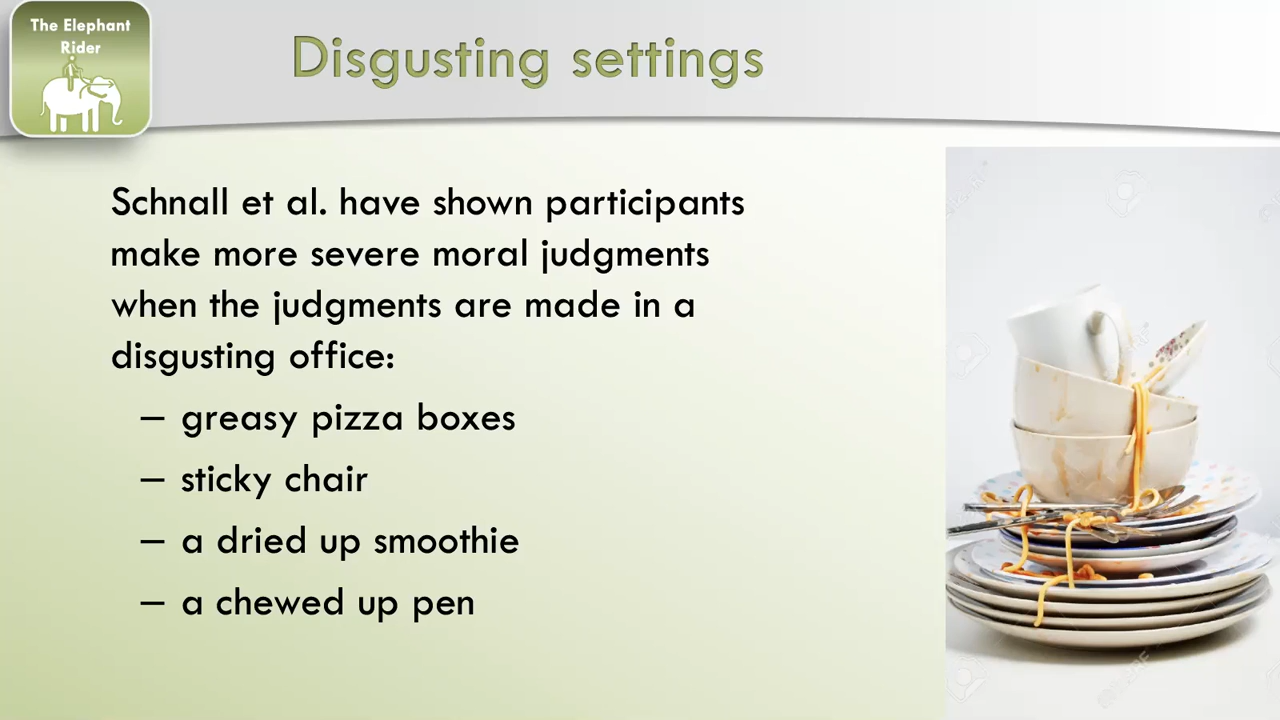 The Elephant
Rider
Disgusting settings
Schnall et al. have shown participants
make more severe moral judgments
when the judgments are made in a
disgusting office:
– greasy pizza boxes
– sticky chair
– a dried up smoothie
– a chewed up pen